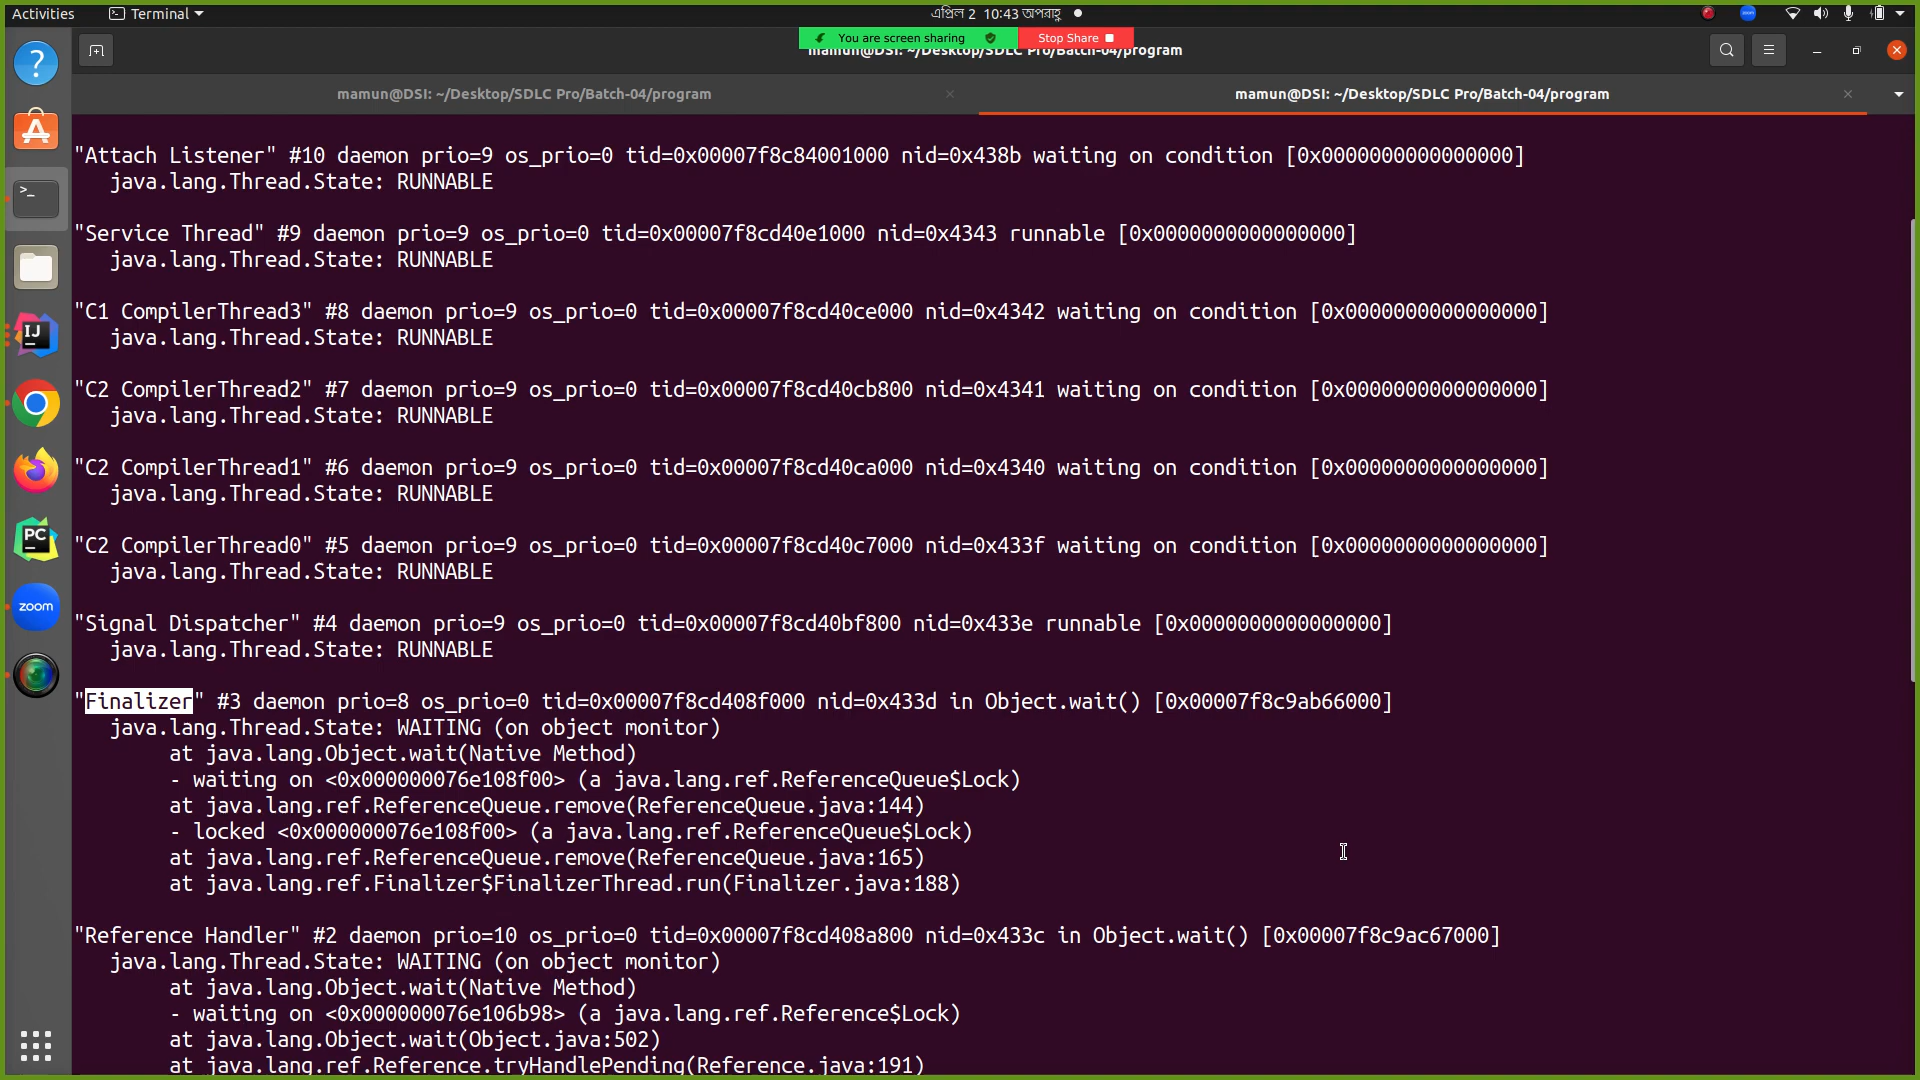 Activities
Terminal
এপ্রিল 2 10:43 অপরাহ্ণ
You are screen sharing
Stop Share
mamun@DSI: ~/Desktop/SDLC Pro/Batch-04/program
mamun@DSI: ~/Desktop/SDLC Pro/Batch-04/program
mamun@DSI: ~/Desktop/SDLC Pro/Batch-04/program
"Attach Listener" #10 daemon prio=9 os_prio=0 tid=0x00007f8c84001000 nid=0x438b waiting on condition [0x0000000000000000]
java.lang.Thread.State: RUNNABLE
"Service Thread" #9 daemon prio=9 os_prio=0 tid=0x00007f8cd40e1000 nid=0x4343 runnable [0x0000000000000000]
java.lang.Thread.State: RUNNABLE
"C1 CompilerThread3" #8 daemon prio=9 os_prio=0 tid=0x00007f8cd40ce000 nid=0x4342 waiting on condition [0x0000000000000000]
java.lang.Thread.State: RUNNABLE
"C2 CompilerThread2" #7 daemon prio=9 os_prio=0 tid=0x00007f8cd40cb800 nid=0x4341 waiting on condition [0x0000000000000000]
java.lang.Thread.State: RUNNABLE
"C2 CompilerThread1" #6 daemon prio=9 os_prio=0 tid=0x00007f8cd40ca000 nid=0x4340 waiting on condition [0x0000000000000000]
java.lang.Thread.State: RUNNABLE
"C2 CompilerThread0" #5 daemon prio=9 os_prio=0 tid=0x00007f8cd40c7000 nid=0x433f waiting on condition [0x0000000000000000]
java.lang.Thread.State: RUNNABLE
"Signal Dispatcher" #4 daemon prio=9 os_prio=0 tid=0x00007f8cd40bf800 nid=0x433e runnable [0x0000000000000000]
java.lang.Thread.State: RUNNABLE
"Finalizer" #3 daemon prio=8 os_prio=0 tid=0x00007f8cd408f000 nid=0x433d in Object.wait() [0x00007f8c9ab66000]
java.lang.Thread.State: WAITING (on object monitor)
at java.lang.Object.wait(Native Method)
- waiting on <0x000000076e108f00> (a java.lang.ref.ReferenceQueue$Lock)
at java.lang.ref.ReferenceQueue.remove(ReferenceQueue.java:144)
- locked <0x000000076e108f00> (a java.lang.ref.ReferenceQueue$Lock)
at java.lang.ref.ReferenceQueue.remove(ReferenceQueue.java:165)
at java.lang.ref.Finalizer$FinalizerThread.run(Finalizer.java:188)
"Reference Handler" #2 daemon prio=10 os_prio=0 tid=0x00007f8cd408a800 nid=0x433c in Object.wait() [0x00007f8c9ac67000]
java.lang.Thread.State: WAITING (on object monitor)
at java.lang.Object.wait(Native Method)
- waiting on <0x000000076e106b98> (a java.lang.ref.Reference$Lock)
at java.lang.Object.wait(Object.java:502)
at java.lang.ref.Reference.tryHandlePending(Reference.java:191)
IJ
PC
zoom